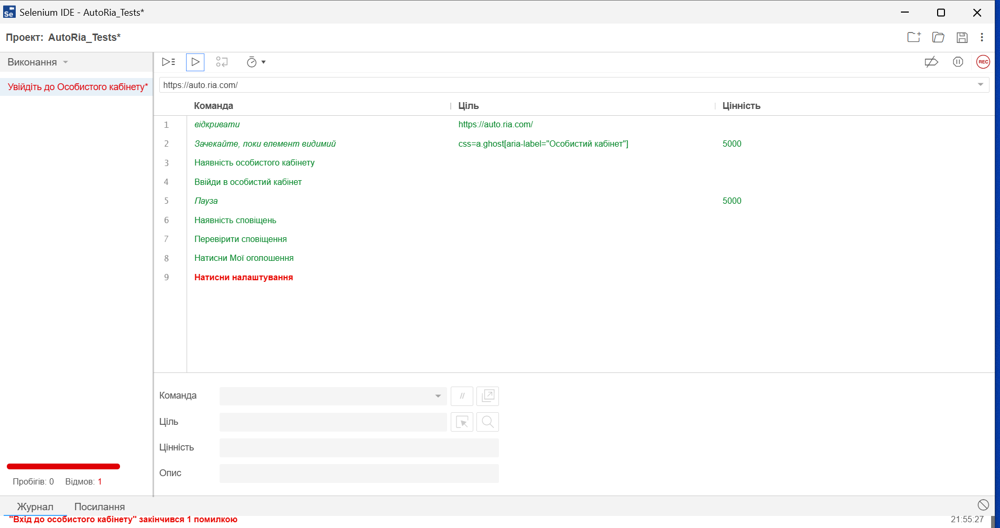 Selenium IDE - AutoRia_Tests*
Проект: AutoRia_Tests*
Виконання
REC
Увійдіть до Особистого кабінету*
https://auto.ria.com/
Команда Ціль Цінність
1 відкривати https://auto.ria.com/
2 Зачекайте, поки елемент видимий css=a.ghost[aria-label="Особистий кабінет"] 5000
3 Наявність особистого кабінету
4 Ввійди в особистий кабінет
5 Пауза 5000
6 Наявність сповіщень
7 Перевірити сповіщення
8 Натисни Мої оголошення
9 Натисни налаштування
Команда //
Ціль
Цінність
Опис
Пробігів: 0 Відмов: 1
Журнал Посилання
"Вхід до особистого кабінету" закінчився 1 помилкою 21:55:27